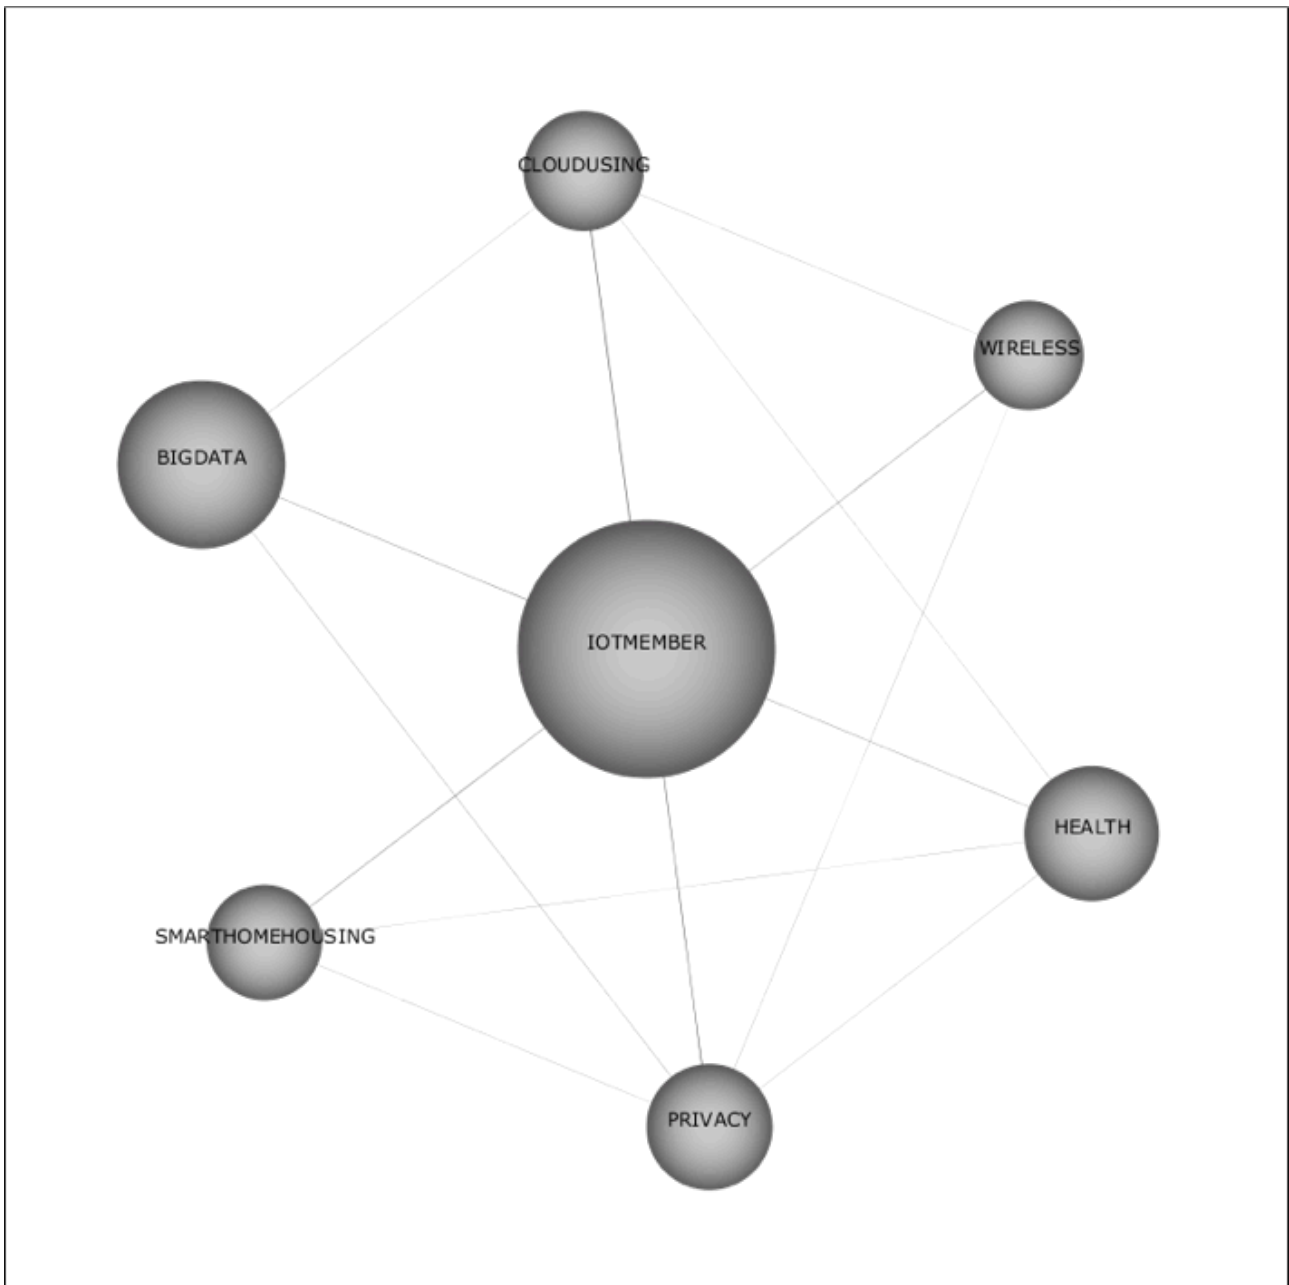 CLOUDUSING
WIRELESS
BIGDATA
IOTMEMBER
HEALTH
SMARTHOMEHOUSING
PRIVACY